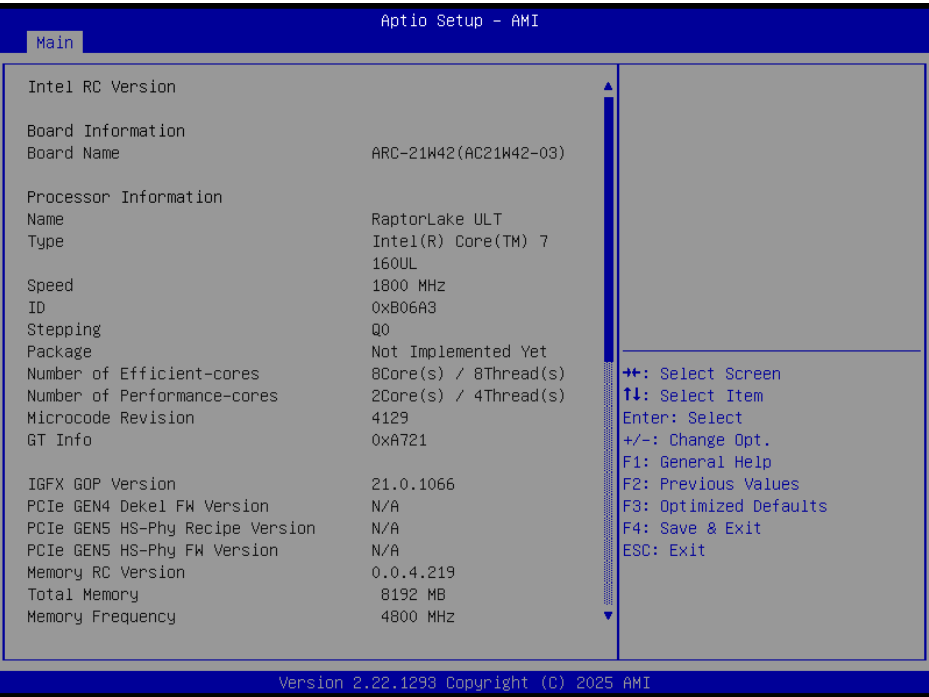 Aptio Setup - AMI
Main
Intel RC Version
Board Information
Board Name ARC-21W42(AC21W42-03)
Processor Information
Name RaptorLake ULT
Type Intel(R) Core(TM) 7
160UL
Speed 1800 MHz
ID 0xB06A3
Stepping Q0
Package Not Implemented Yet
Number of Efficient-cores 8Core(s) / 8Thread(s)
Number of Performance-cores 2Core(s) / 4Thread(s)
Microcode Revision 4129
GT Info 0xA721
IGFX GOP Version 21.0.1066
PCIe GEN4 Dekel FW Version N/A
PCIe GEN5 HS-Phy Recipe Version N/A
PCIe GEN5 HS-Phy FW Version N/A
Memory RC Version 0.0.4.219
Total Memory 8192 MB
Memory Frequency 4800 MHz
→←: Select Screen
↑↓: Select Item
Enter: Select
+/-: Change Opt.
F1: General Help
F2: Previous Values
F3: Optimized Defaults
F4: Save & Exit
ESC: Exit
Version 2.22.1293 Copyright (C) 2025 AMI